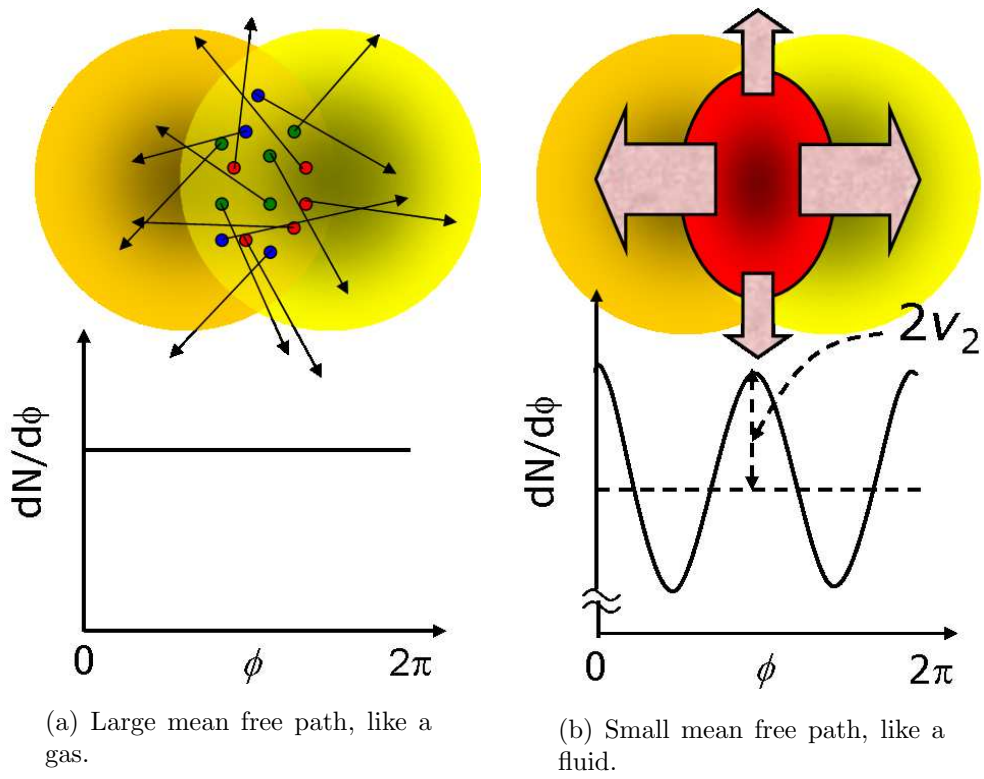 dN/dϕ
0
ϕ
2π
(a) Large mean free path, like a
gas.
2v₂
dN/dϕ
0
ϕ
2π
(b) Small mean free path, like a
fluid.